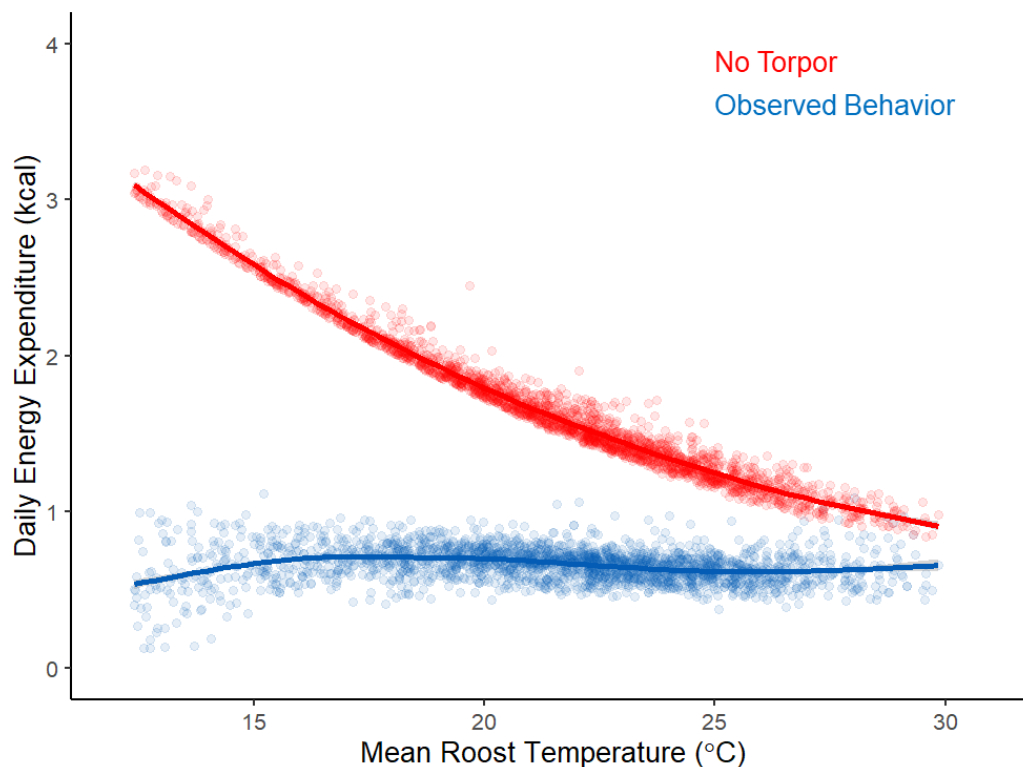 4
3
2
1
0
Daily Energy Expenditure (kcal)
No Torpor
Observed Behavior
15 20 25 30
Mean Roost Temperature (°C)